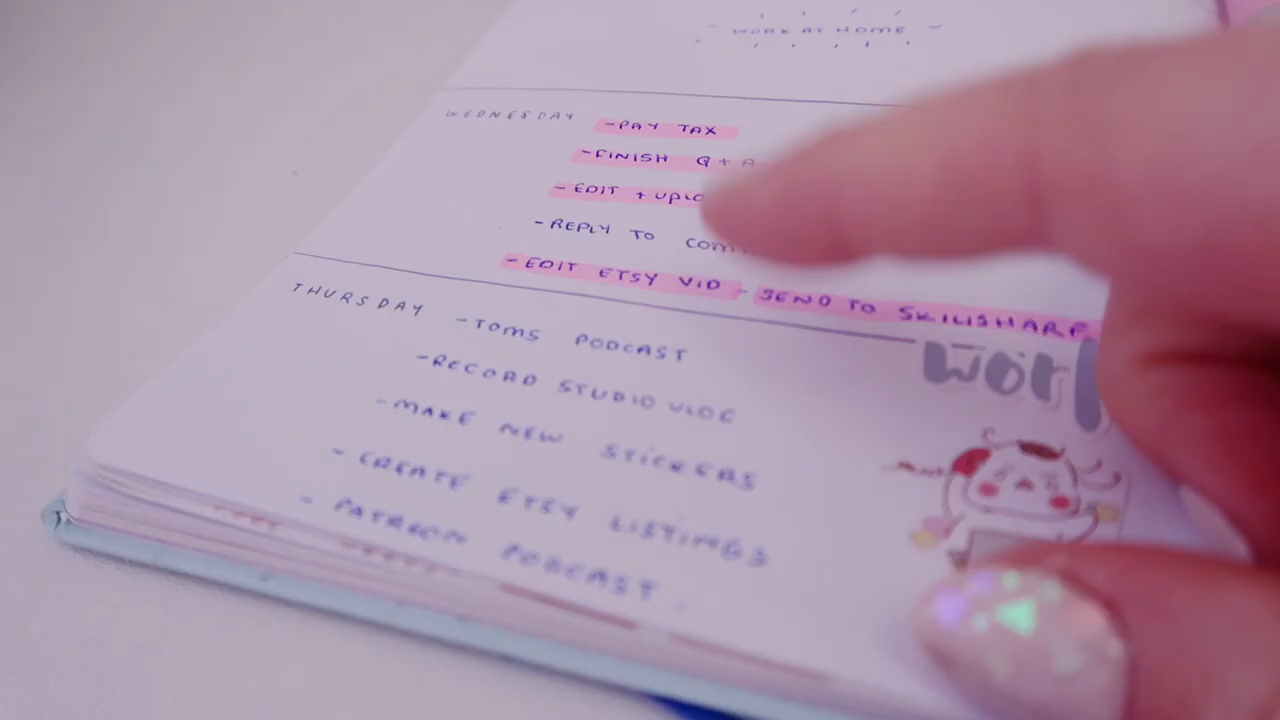 WORK AT HOME
WEDNESDAY -PAY TAX
-FINISH Q + A
-EDIT + UPLO
-REPLY TO COM
-EDIT ETSY VID - SEND TO SKILLSHARE
THURSDAY -TOMS PODCAST
-RECORD STUDIO VLOG
-MAKE NEW STICKERS
-CREATE ETSY LISTINGS
-PATREON PODCAST
wor